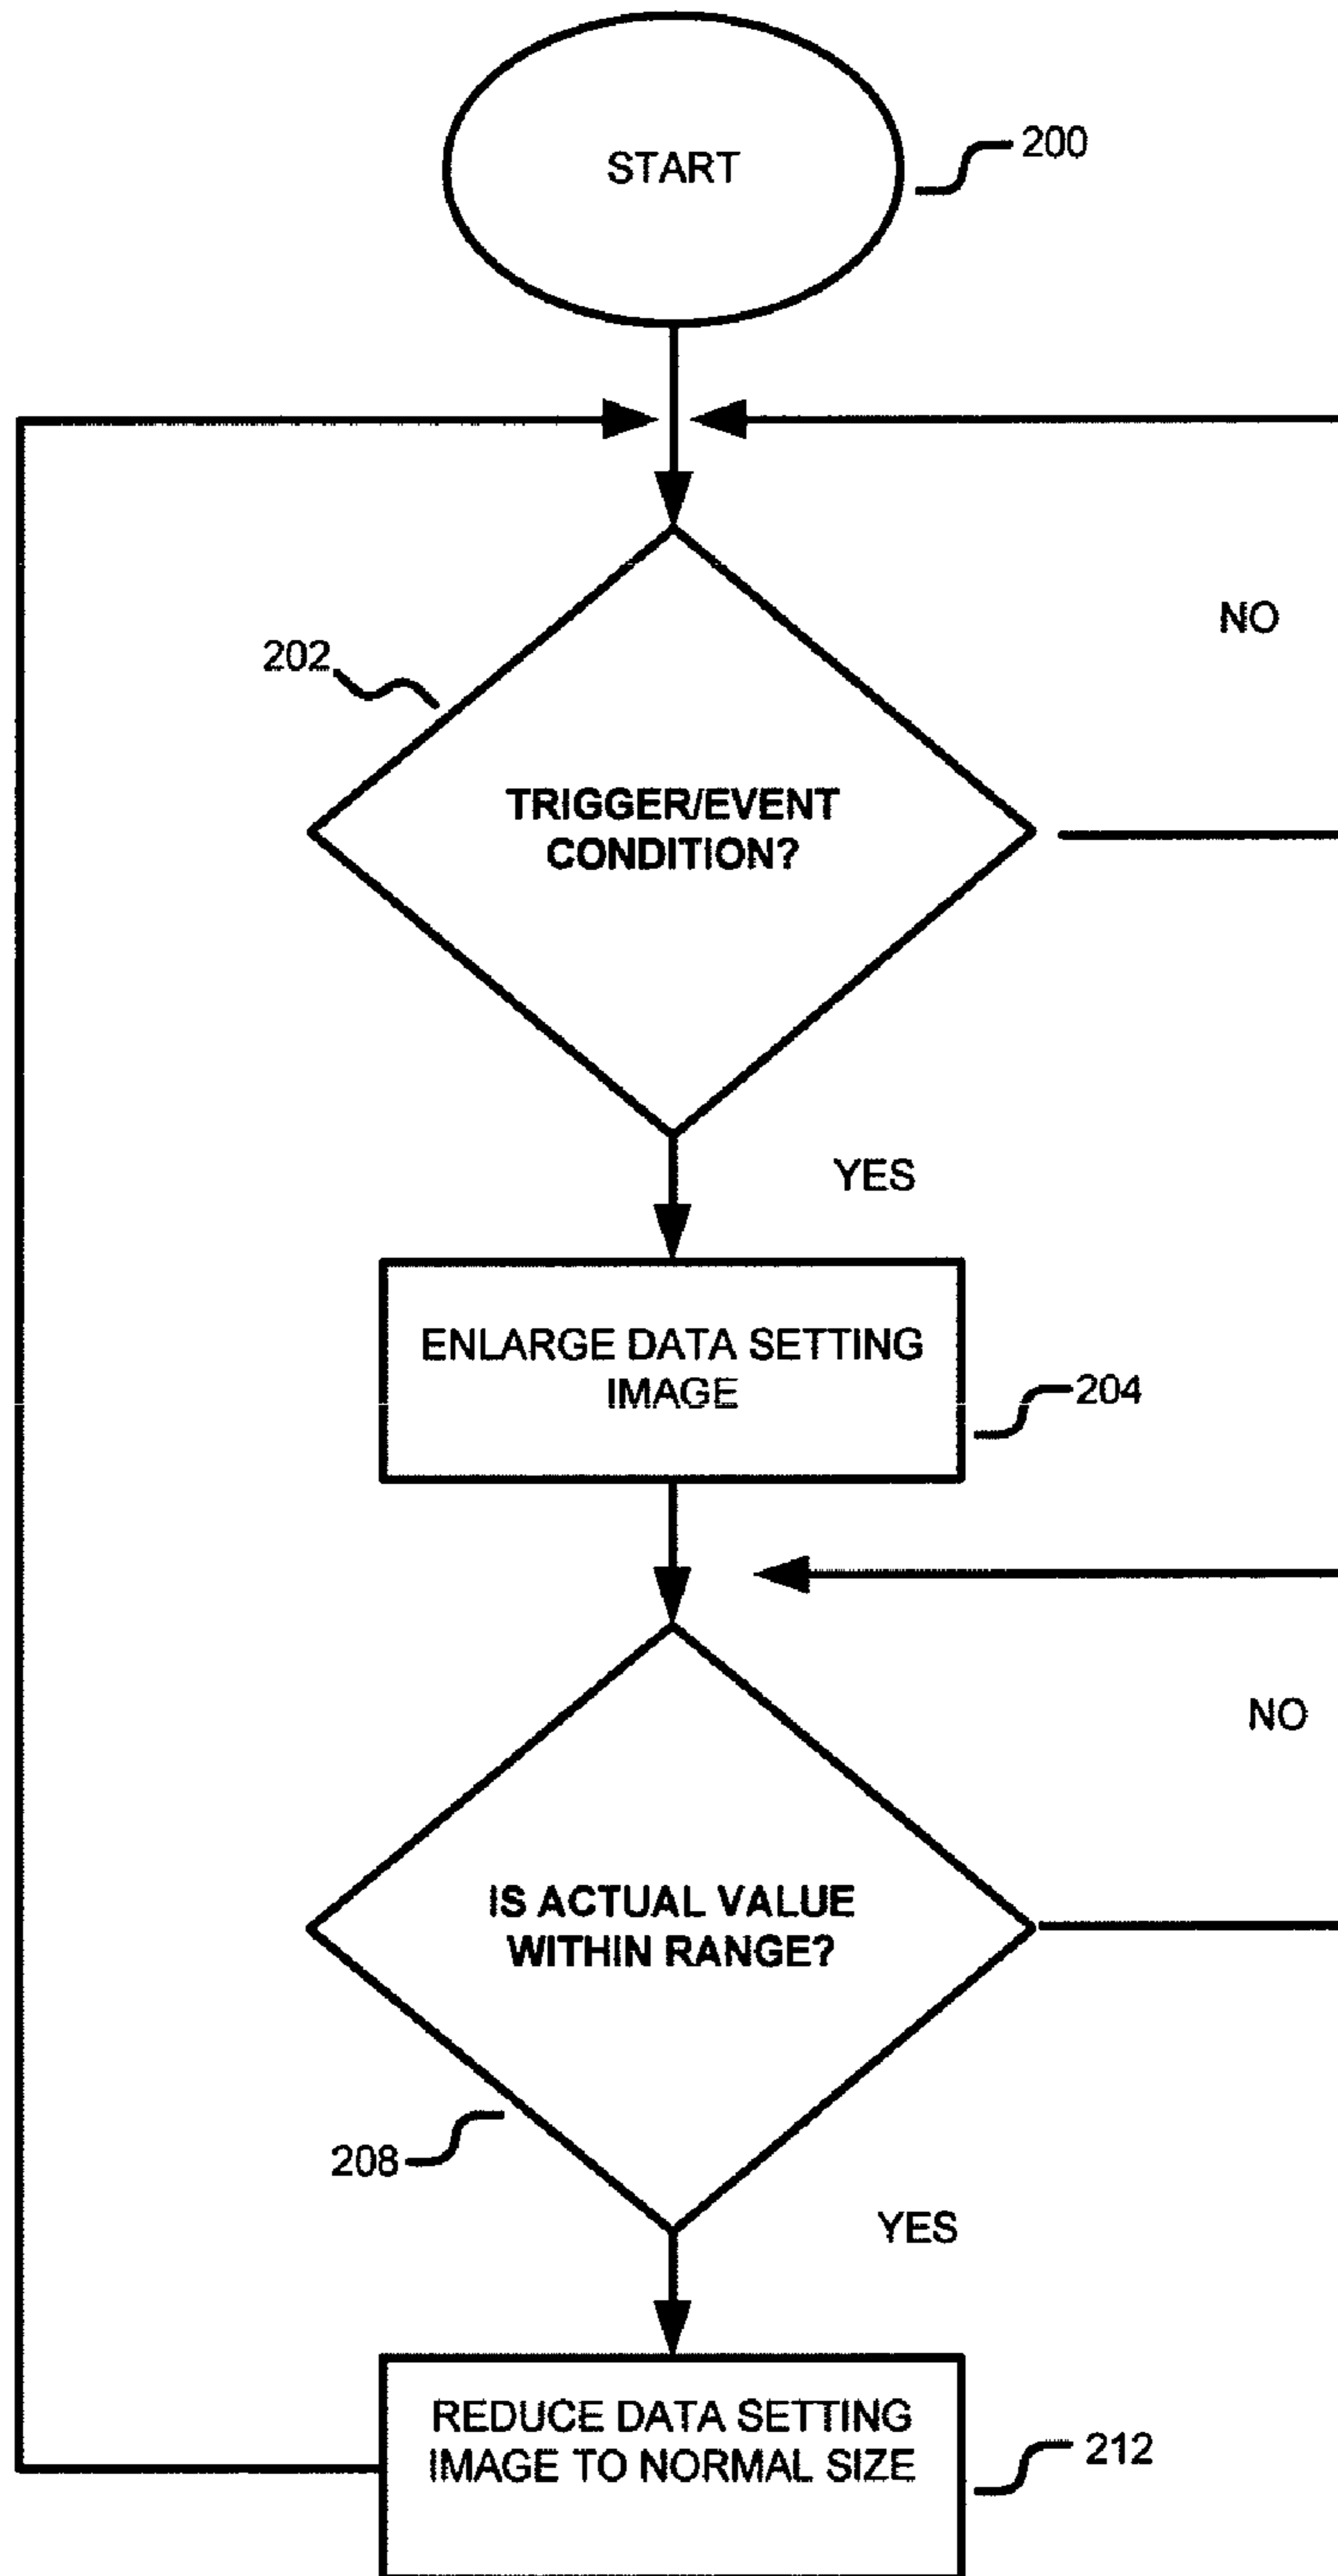 START
200
NO
202
TRIGGER/EVENT
CONDITION?
YES
ENLARGE DATA SETTING
IMAGE
204
NO
IS ACTUAL VALUE
WITHIN RANGE?
208
YES
REDUCE DATA SETTING
IMAGE TO NORMAL SIZE
212